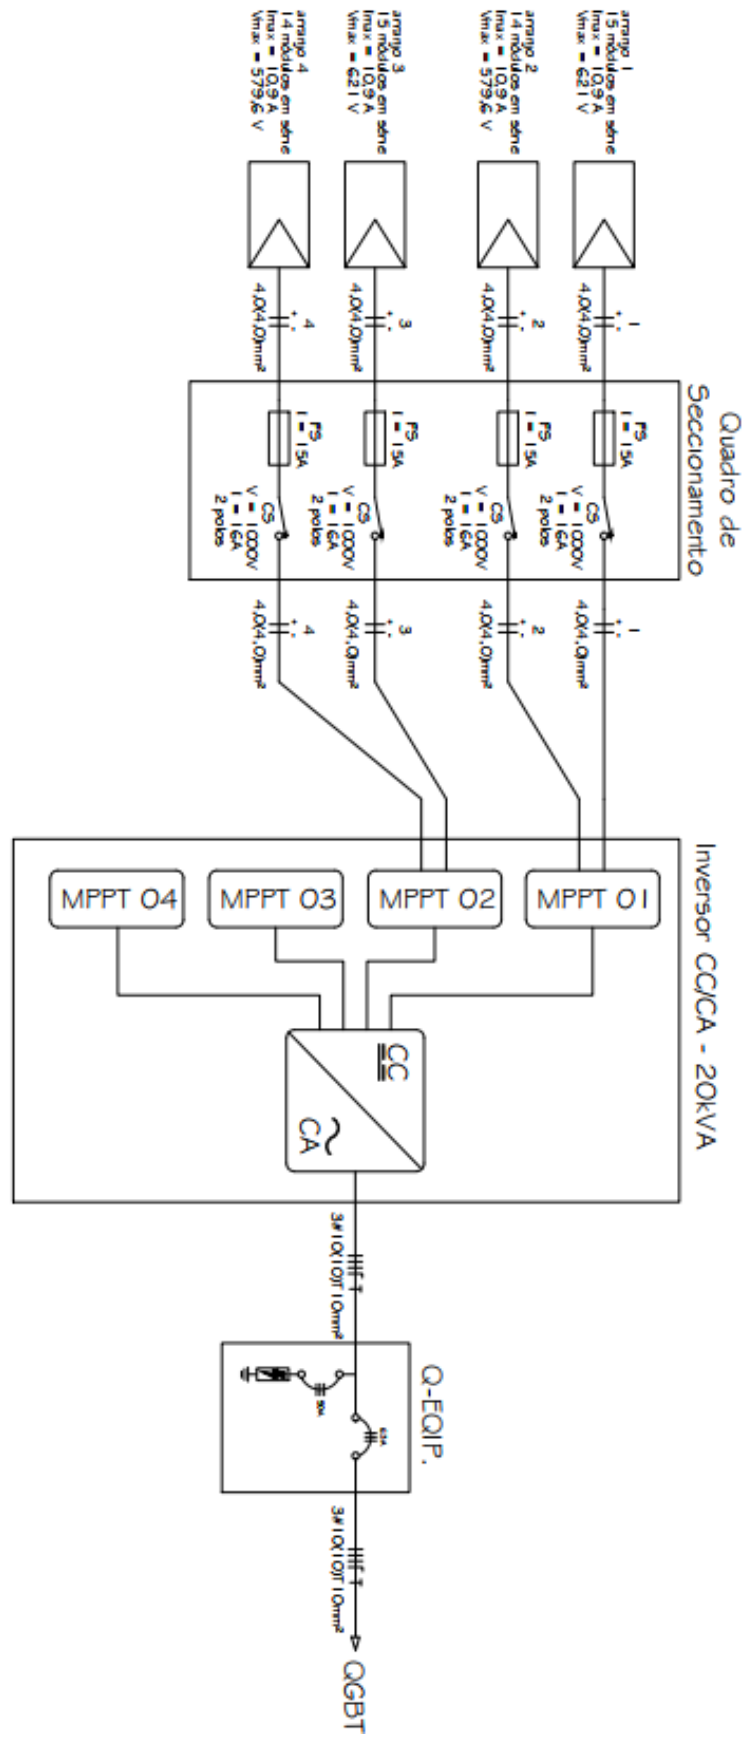 arranjo 1
15 módulos em série
Imax = 10,9 A
Vmax = 621 V
arranjo 2
14 módulos em série
Imax = 10,9 A
Vmax = 579,6 V
arranjo 3
15 módulos em série
Imax = 10,9 A
Vmax = 621 V
arranjo 4
14 módulos em série
Imax = 10,9 A
Vmax = 579,6 V
1
+ -
4,0(4,0)mm²
2
+ -
4,0(4,0)mm²
3
+ -
4,0(4,0)mm²
4
+ -
4,0(4,0)mm²
Quadro de
Seccionamento
FS
I = 15A
CS
V = 1000V
I = 16A
2 polos
FS
I = 15A
CS
V = 1000V
I = 16A
2 polos
FS
I = 15A
CS
V = 1000V
I = 16A
2 polos
FS
I = 15A
CS
V = 1000V
I = 16A
2 polos
1
+ -
4,0(4,0)mm²
2
+ -
4,0(4,0)mm²
3
+ -
4,0(4,0)mm²
4
+ -
4,0(4,0)mm²
Inversor CC/CA - 20kVA
MPPT 01
MPPT 02
MPPT 03
MPPT 04
CC
CA
T
3#10(10)T10mm²
Q-EQIP.
63A
50A
T
3#10(10)T10mm²
QGBT